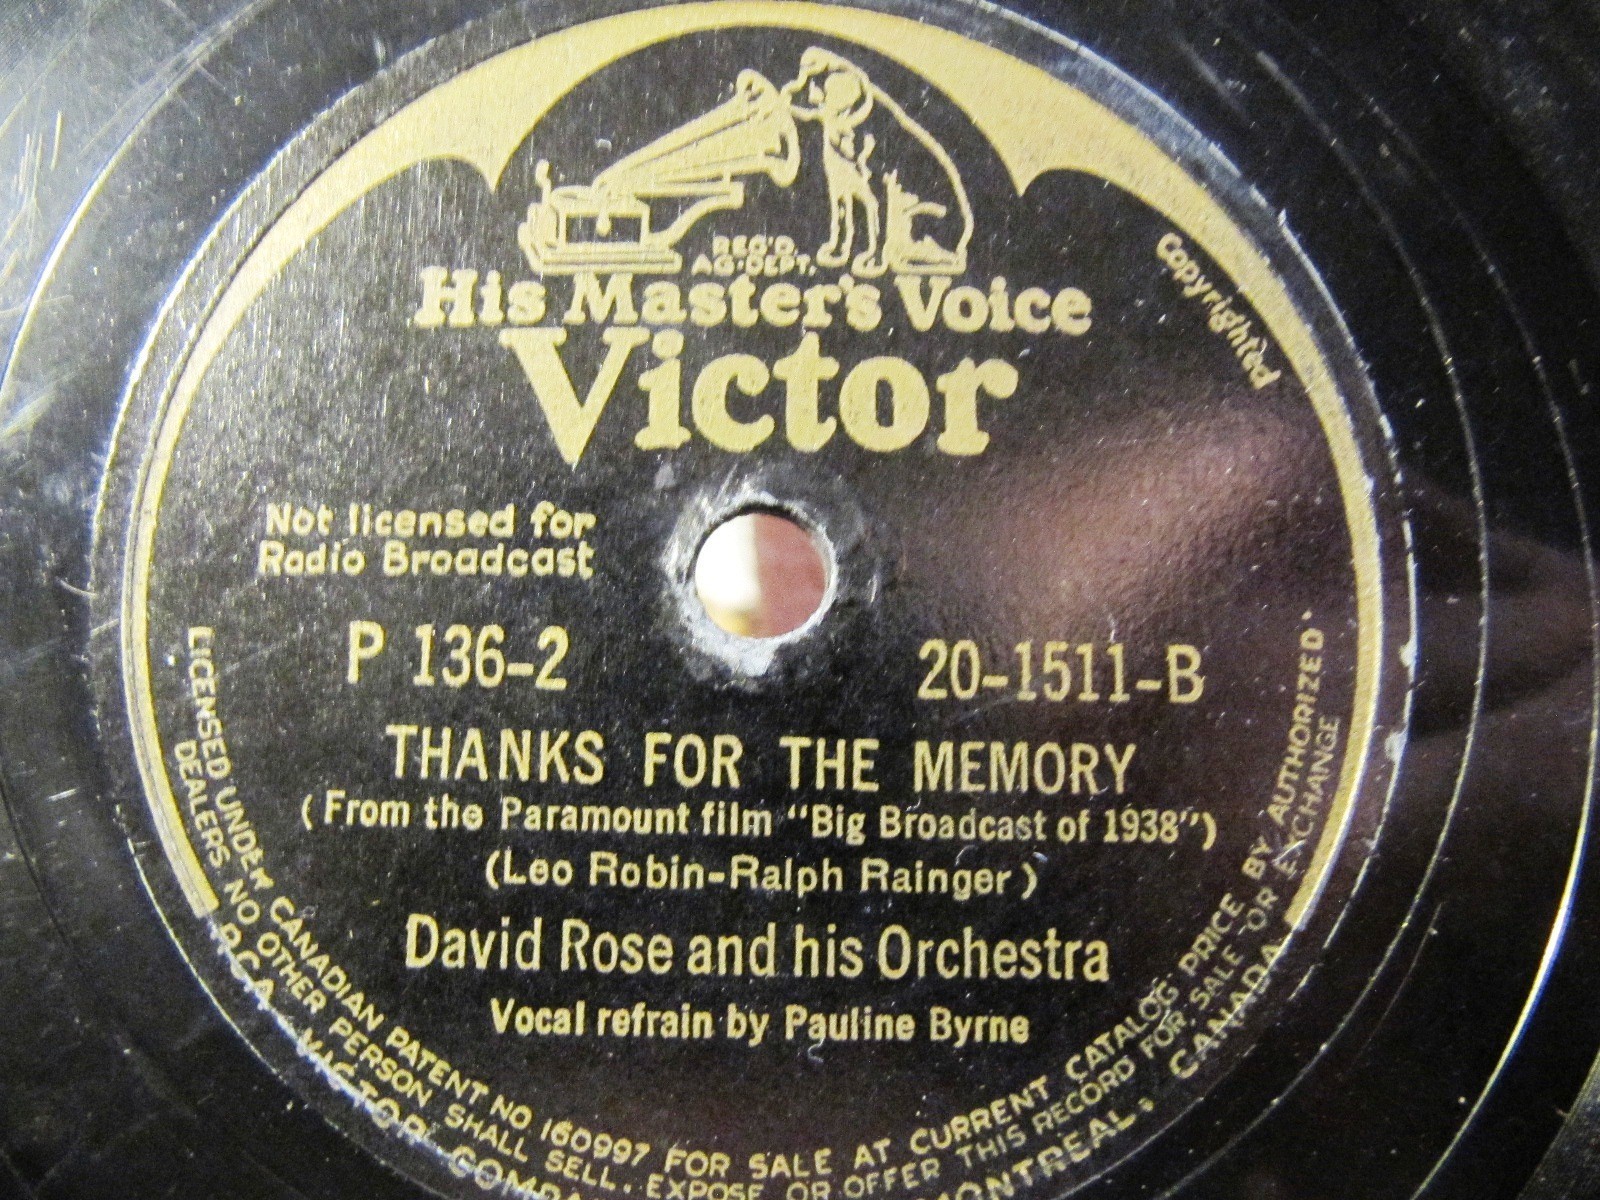 REG'D.
AG. DEPT.
His Master's Voice
Victor
Copyrighted
Not licensed for
Radio Broadcast
P 136-2
20-1511-B
THANKS FOR THE MEMORY
(From the Paramount film "Big Broadcast of 1938")
(Leo Robin-Ralph Rainger)
David Rose and his Orchestra
Vocal refrain by Pauline Byrne
LICENSED UNDER CANADIAN PATENT NO 160997 FOR SALE AT CURRENT CATALOG PRICE BY AUTHORIZED
DEALERS. NO OTHER PERSON SHALL SELL, EXPOSE OR OFFER THIS RECORD FOR SALE OR EXCHANGE
RCA VICTOR MONTREAL, CANADA